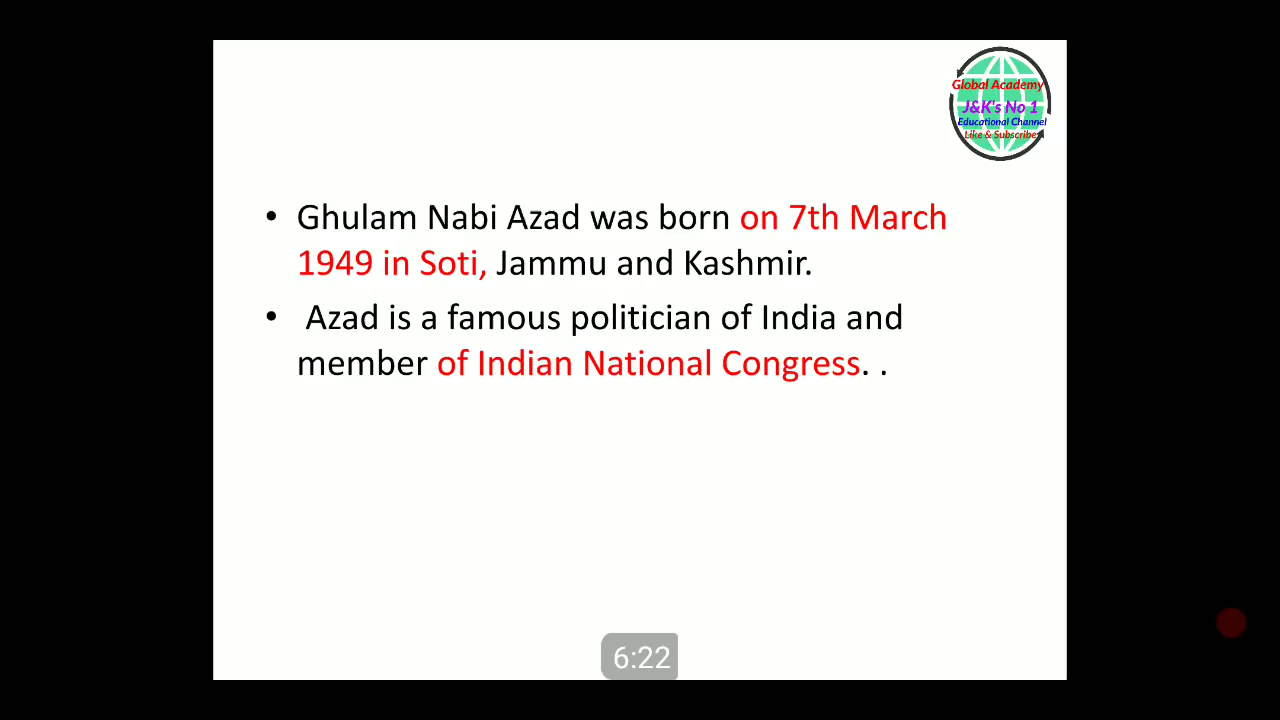 Global Academy
J&K's No 1
Educational Channel
Like & Subscribe
• Ghulam Nabi Azad was born on 7th March
1949 in Soti, Jammu and Kashmir.
• Azad is a famous politician of India and
member of Indian National Congress. .
6:22